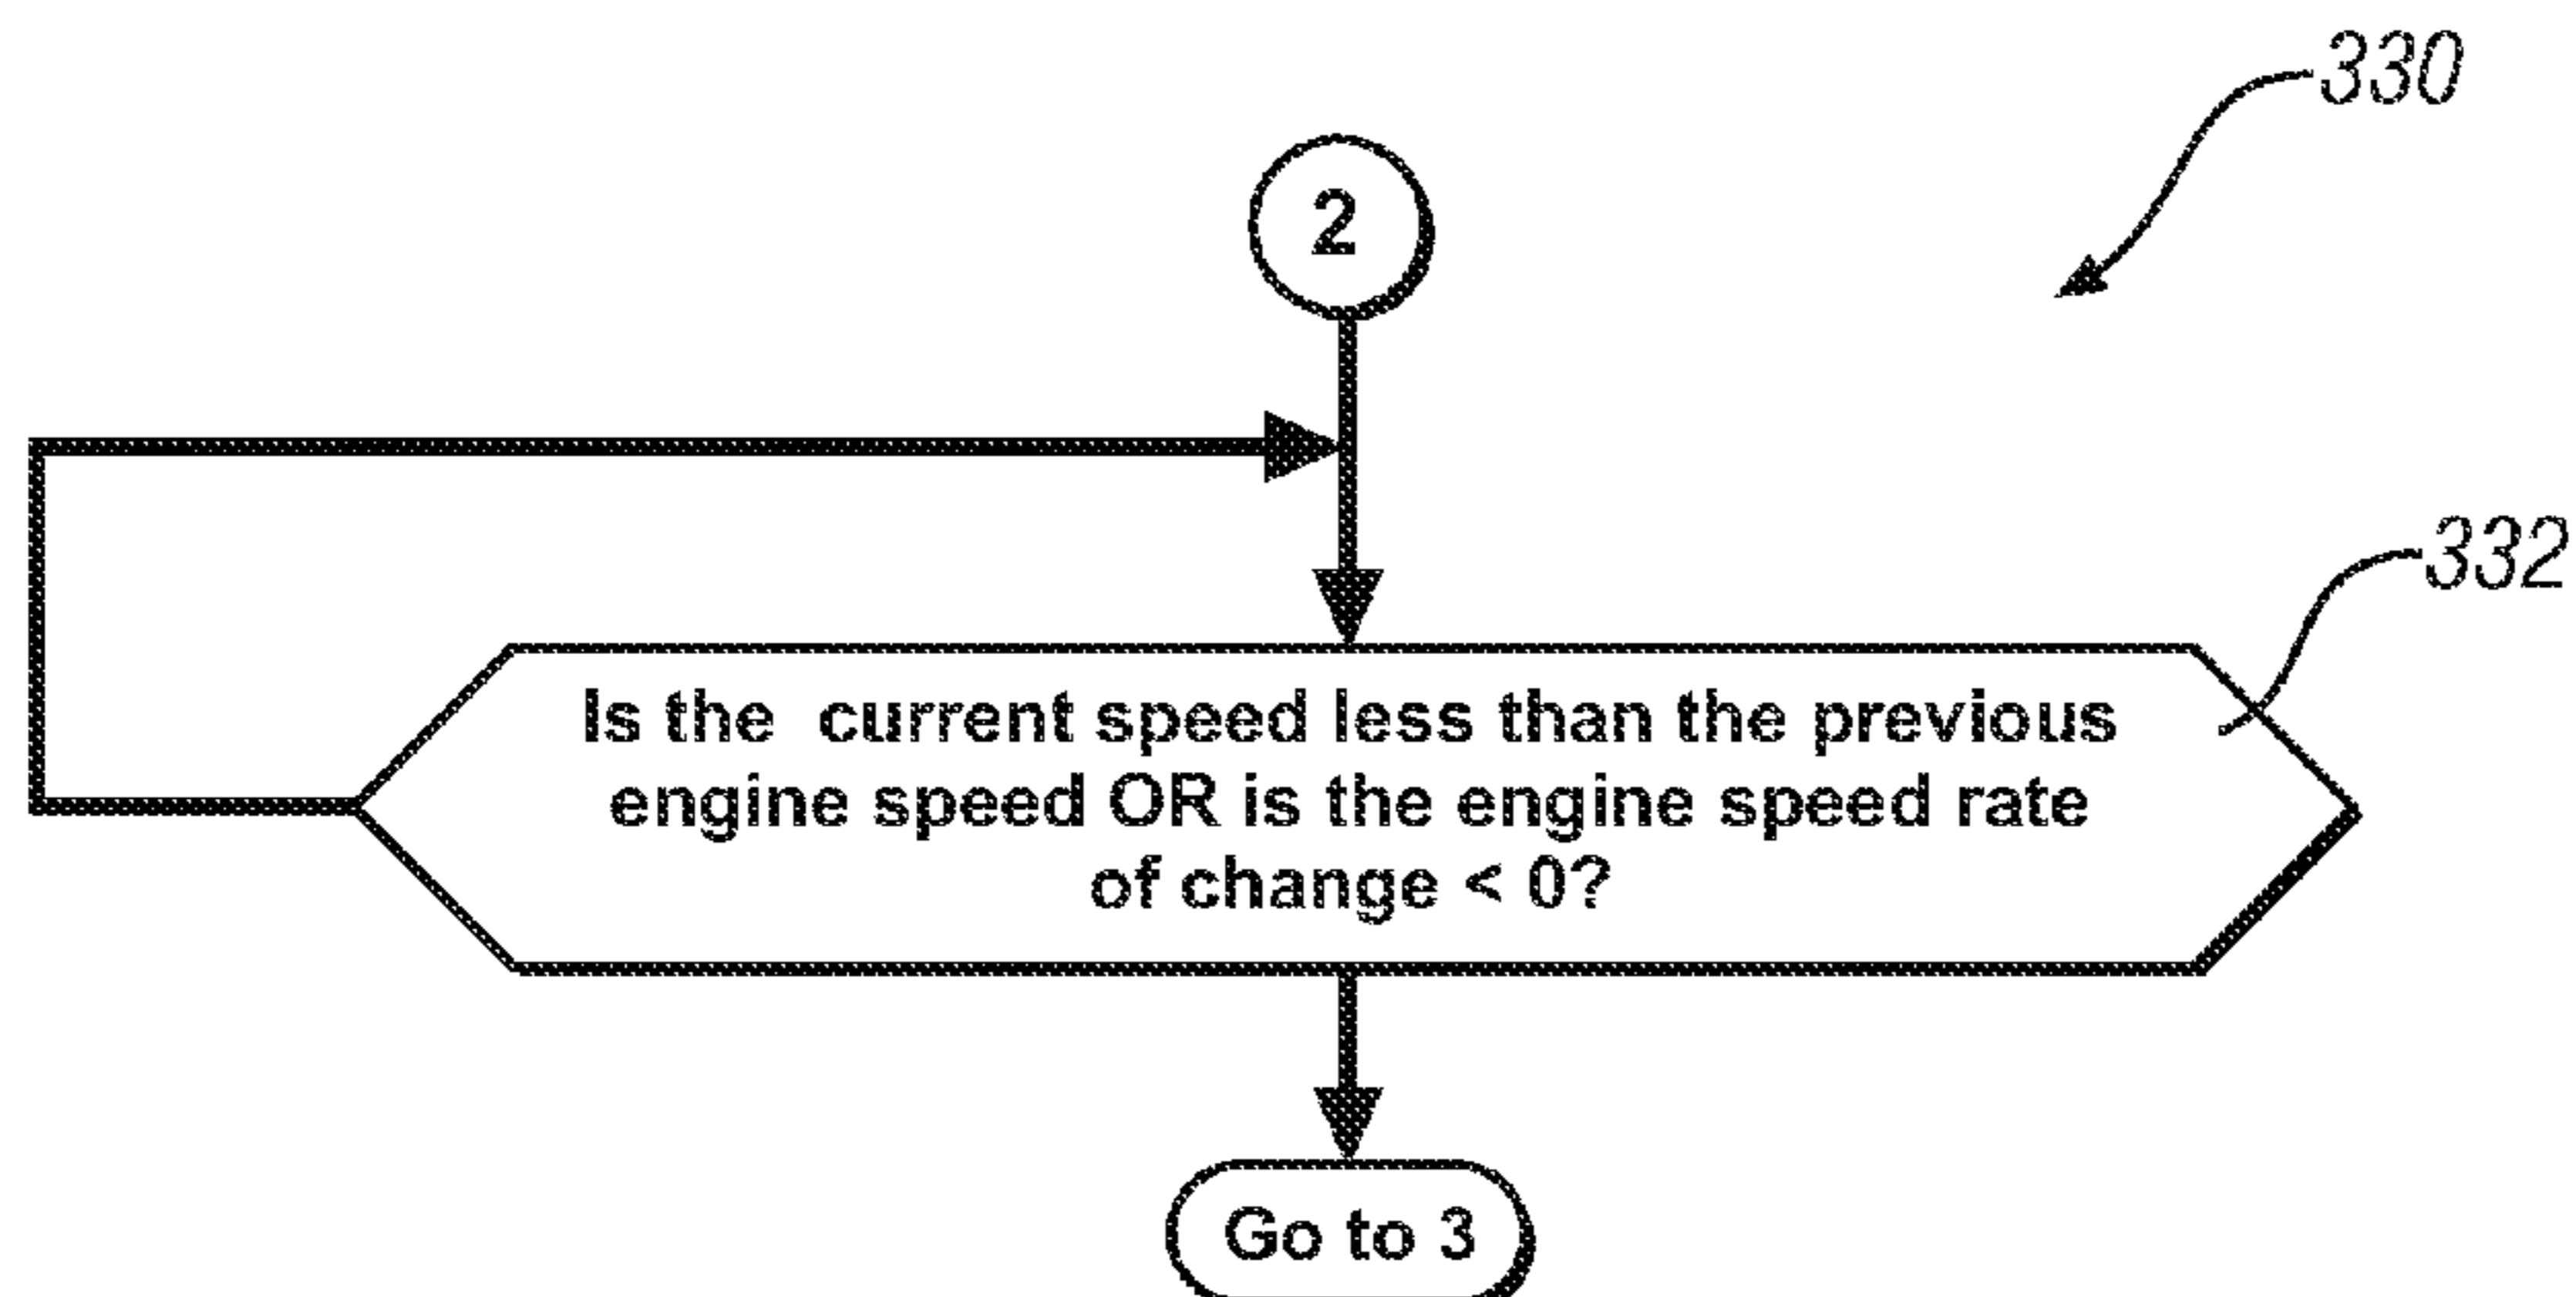 330
2
332
Is the current speed less than the previous
engine speed OR is the engine speed rate
of change < 0?
Go to 3